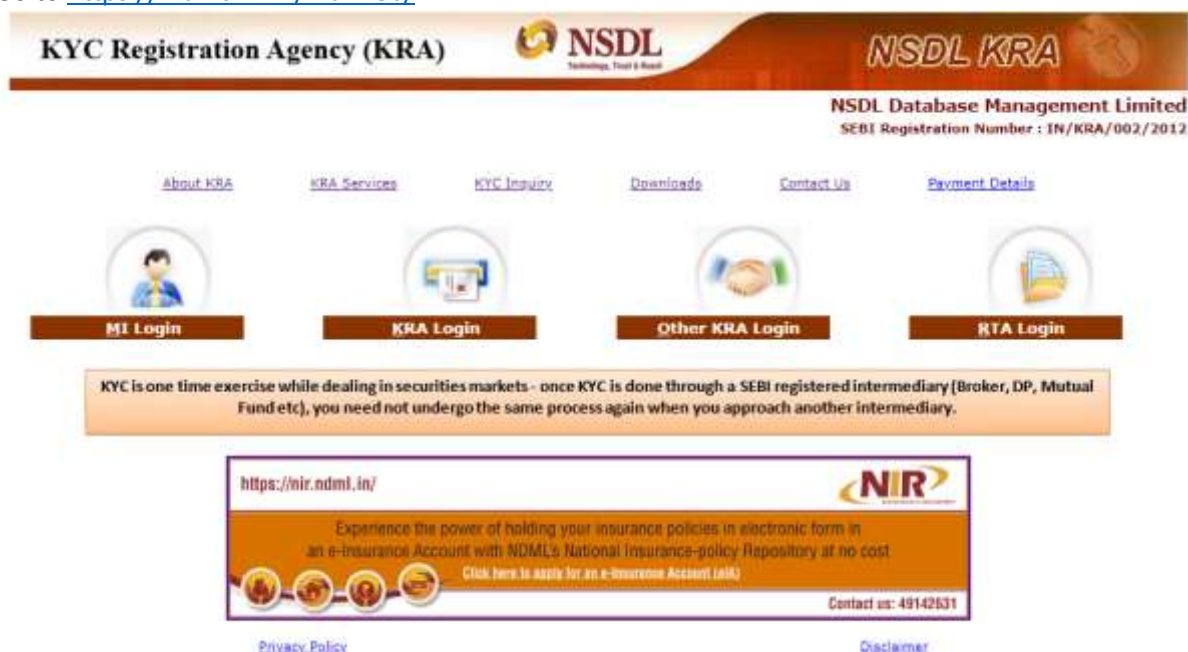 KYC Registration Agency (KRA)
NSDL
Technology, Trust & Reach
NSDL KRA
NSDL Database Management Limited
SEBI Registration Number : IN/KRA/002/2012
About KRA KRA Services KYC Inquiry Downloads Contact Us Payment Details
MI Login KRA Login Other KRA Login RTA Login
KYC is one time exercise while dealing in securities markets - once KYC is done through a SEBI registered intermediary (Broker, DP, Mutual
Fund etc), you need not undergo the same process again when you approach another intermediary.
https://nir.ndml.in/
NIR
Experience the power of holding your insurance policies in electronic form in
an e-Insurance Account with NDML's National Insurance-policy Repository at no cost
Click here to apply for an e-Insurance Account (eIA)
Contact us: 49142631
Privacy Policy Disclaimer